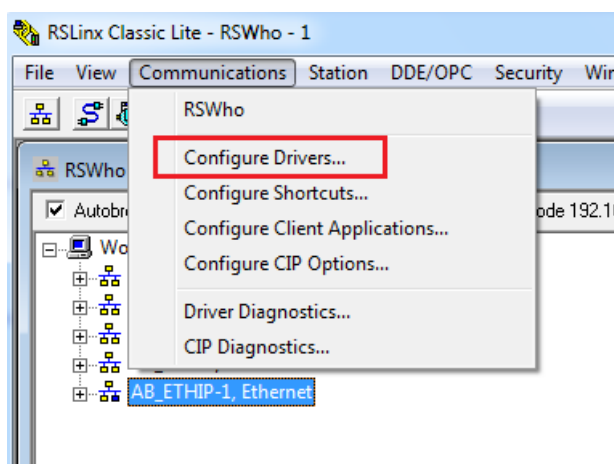 RSLinx Classic Lite - RSWho - 1
File View Communications Station DDE/OPC Security
RSWho
Configure Drivers...
RSWho
Configure Shortcuts...
Configure Client Applications...
Configure CIP Options...
Driver Diagnostics...
CIP Diagnostics...
AB_ETHIP-1, Ethernet